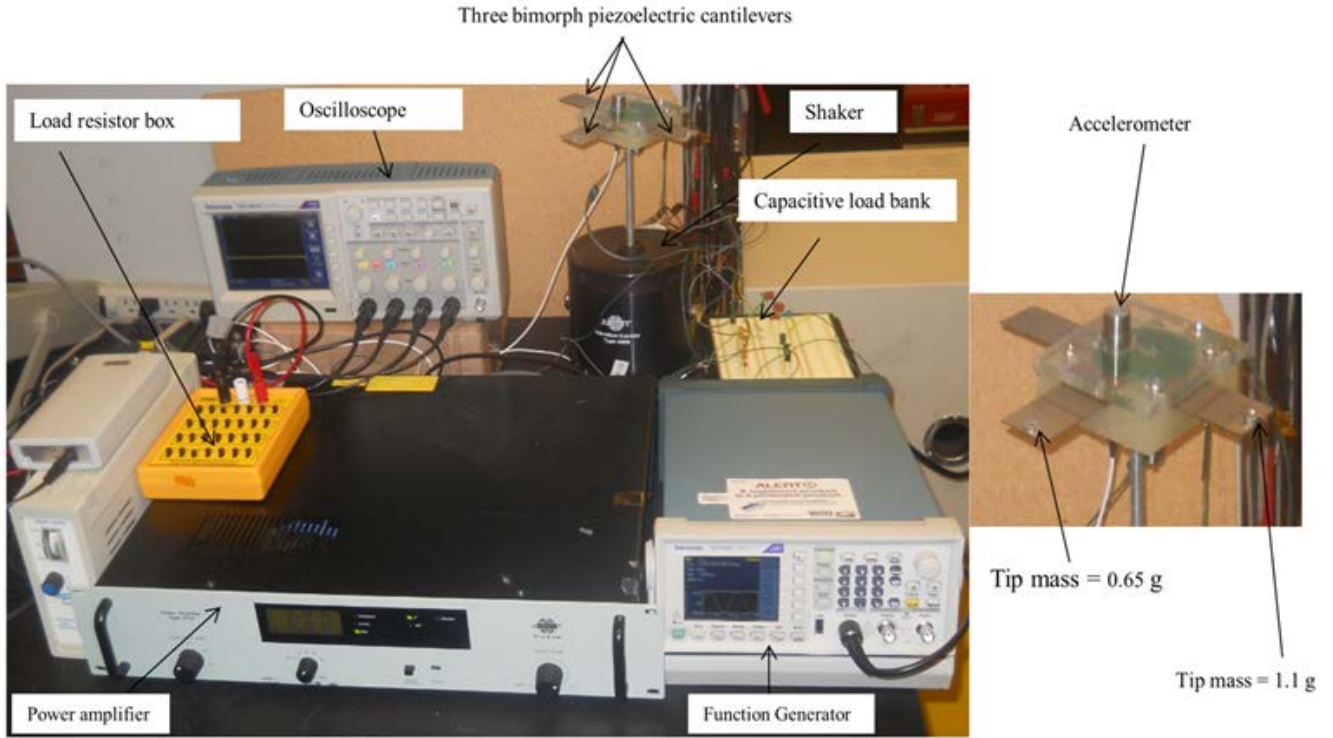 Three bimorph piezoelectric cantilevers
Load resistor box
Oscilloscope
Shaker
Accelerometer
Capacitive load bank
ALERT
Tektronix
Tip mass = 0.65 g
Tip mass = 1.1 g
Power amplifier
Function Generator